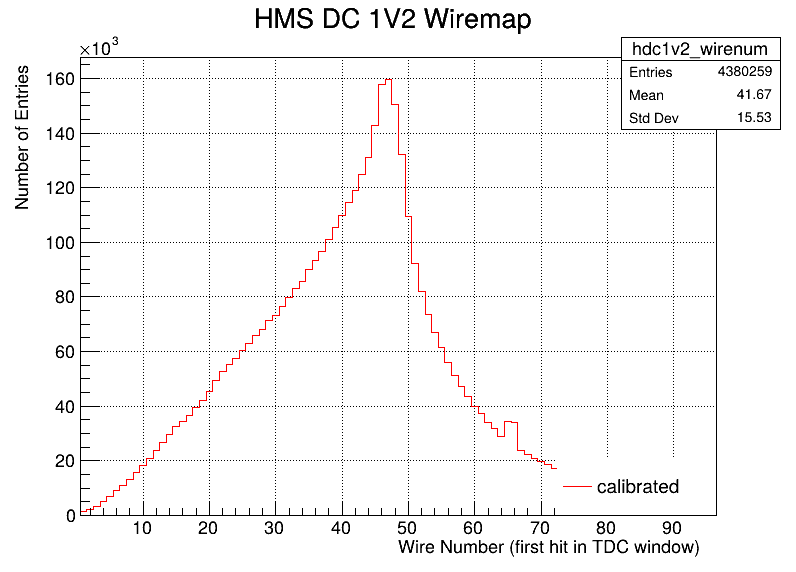 HMS DC 1V2 Wiremap
×10³
hdc1v2_wirenum
Entries 4380259
Mean 41.67
Std Dev 15.53
Number of Entries
160
140
120
100
80
60
40
20
0
calibrated
10 20 30 40 50 60 70 80 90
Wire Number (first hit in TDC window)